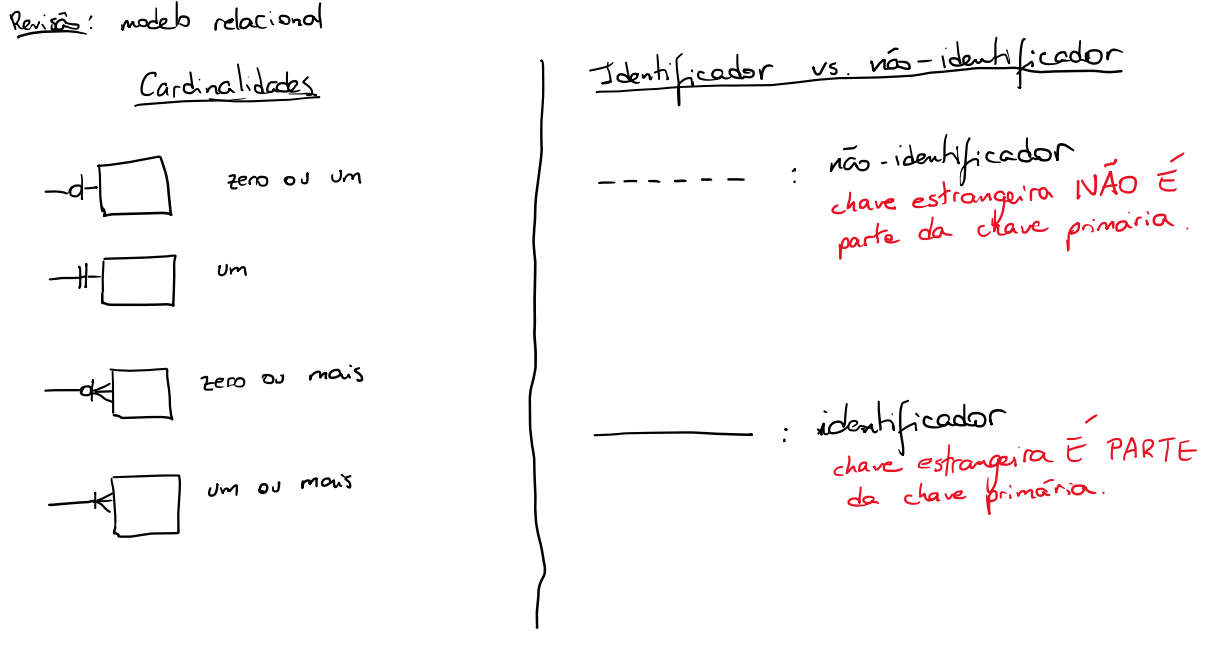 Revisão: modelo relacional
Cardinalidades
zero ou um
um
zero ou mais
um ou mais
Identificador vs. não-identificador
: não-identificador
chave estrangeira NÃO É
parte da chave primária.
: identificador
chave estrangeira É PARTE
da chave primária.